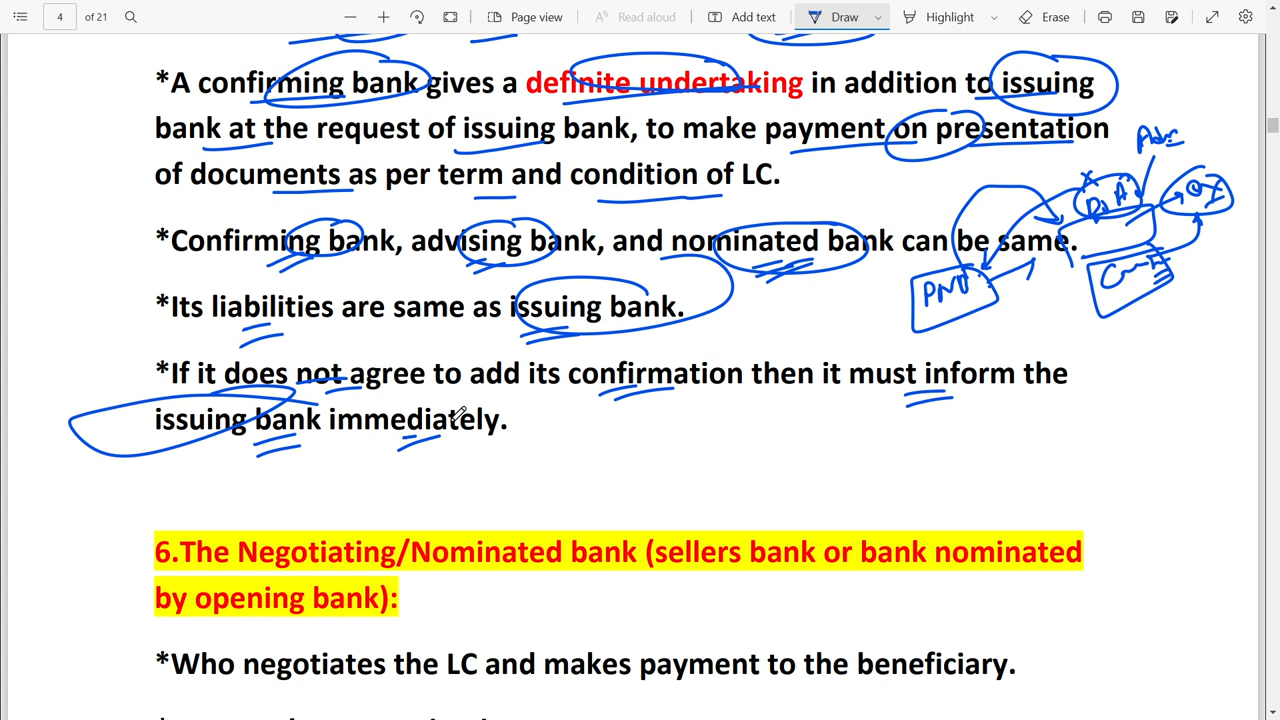 4 of 21 Page view Read aloud Add text Draw Highlight Erase
*A confirming bank gives a definite undertaking in addition to issuing
bank at the request of issuing bank, to make payment on presentation
of documents as per term and condition of LC.
*Confirming bank, advising bank, and nominated bank can be same.
*Its liabilities are same as issuing bank.
*If it does not agree to add its confirmation then it must inform the
issuing bank immediately.
6.The Negotiating/Nominated bank (sellers bank or bank nominated
by opening bank):
*Who negotiates the LC and makes payment to the beneficiary.